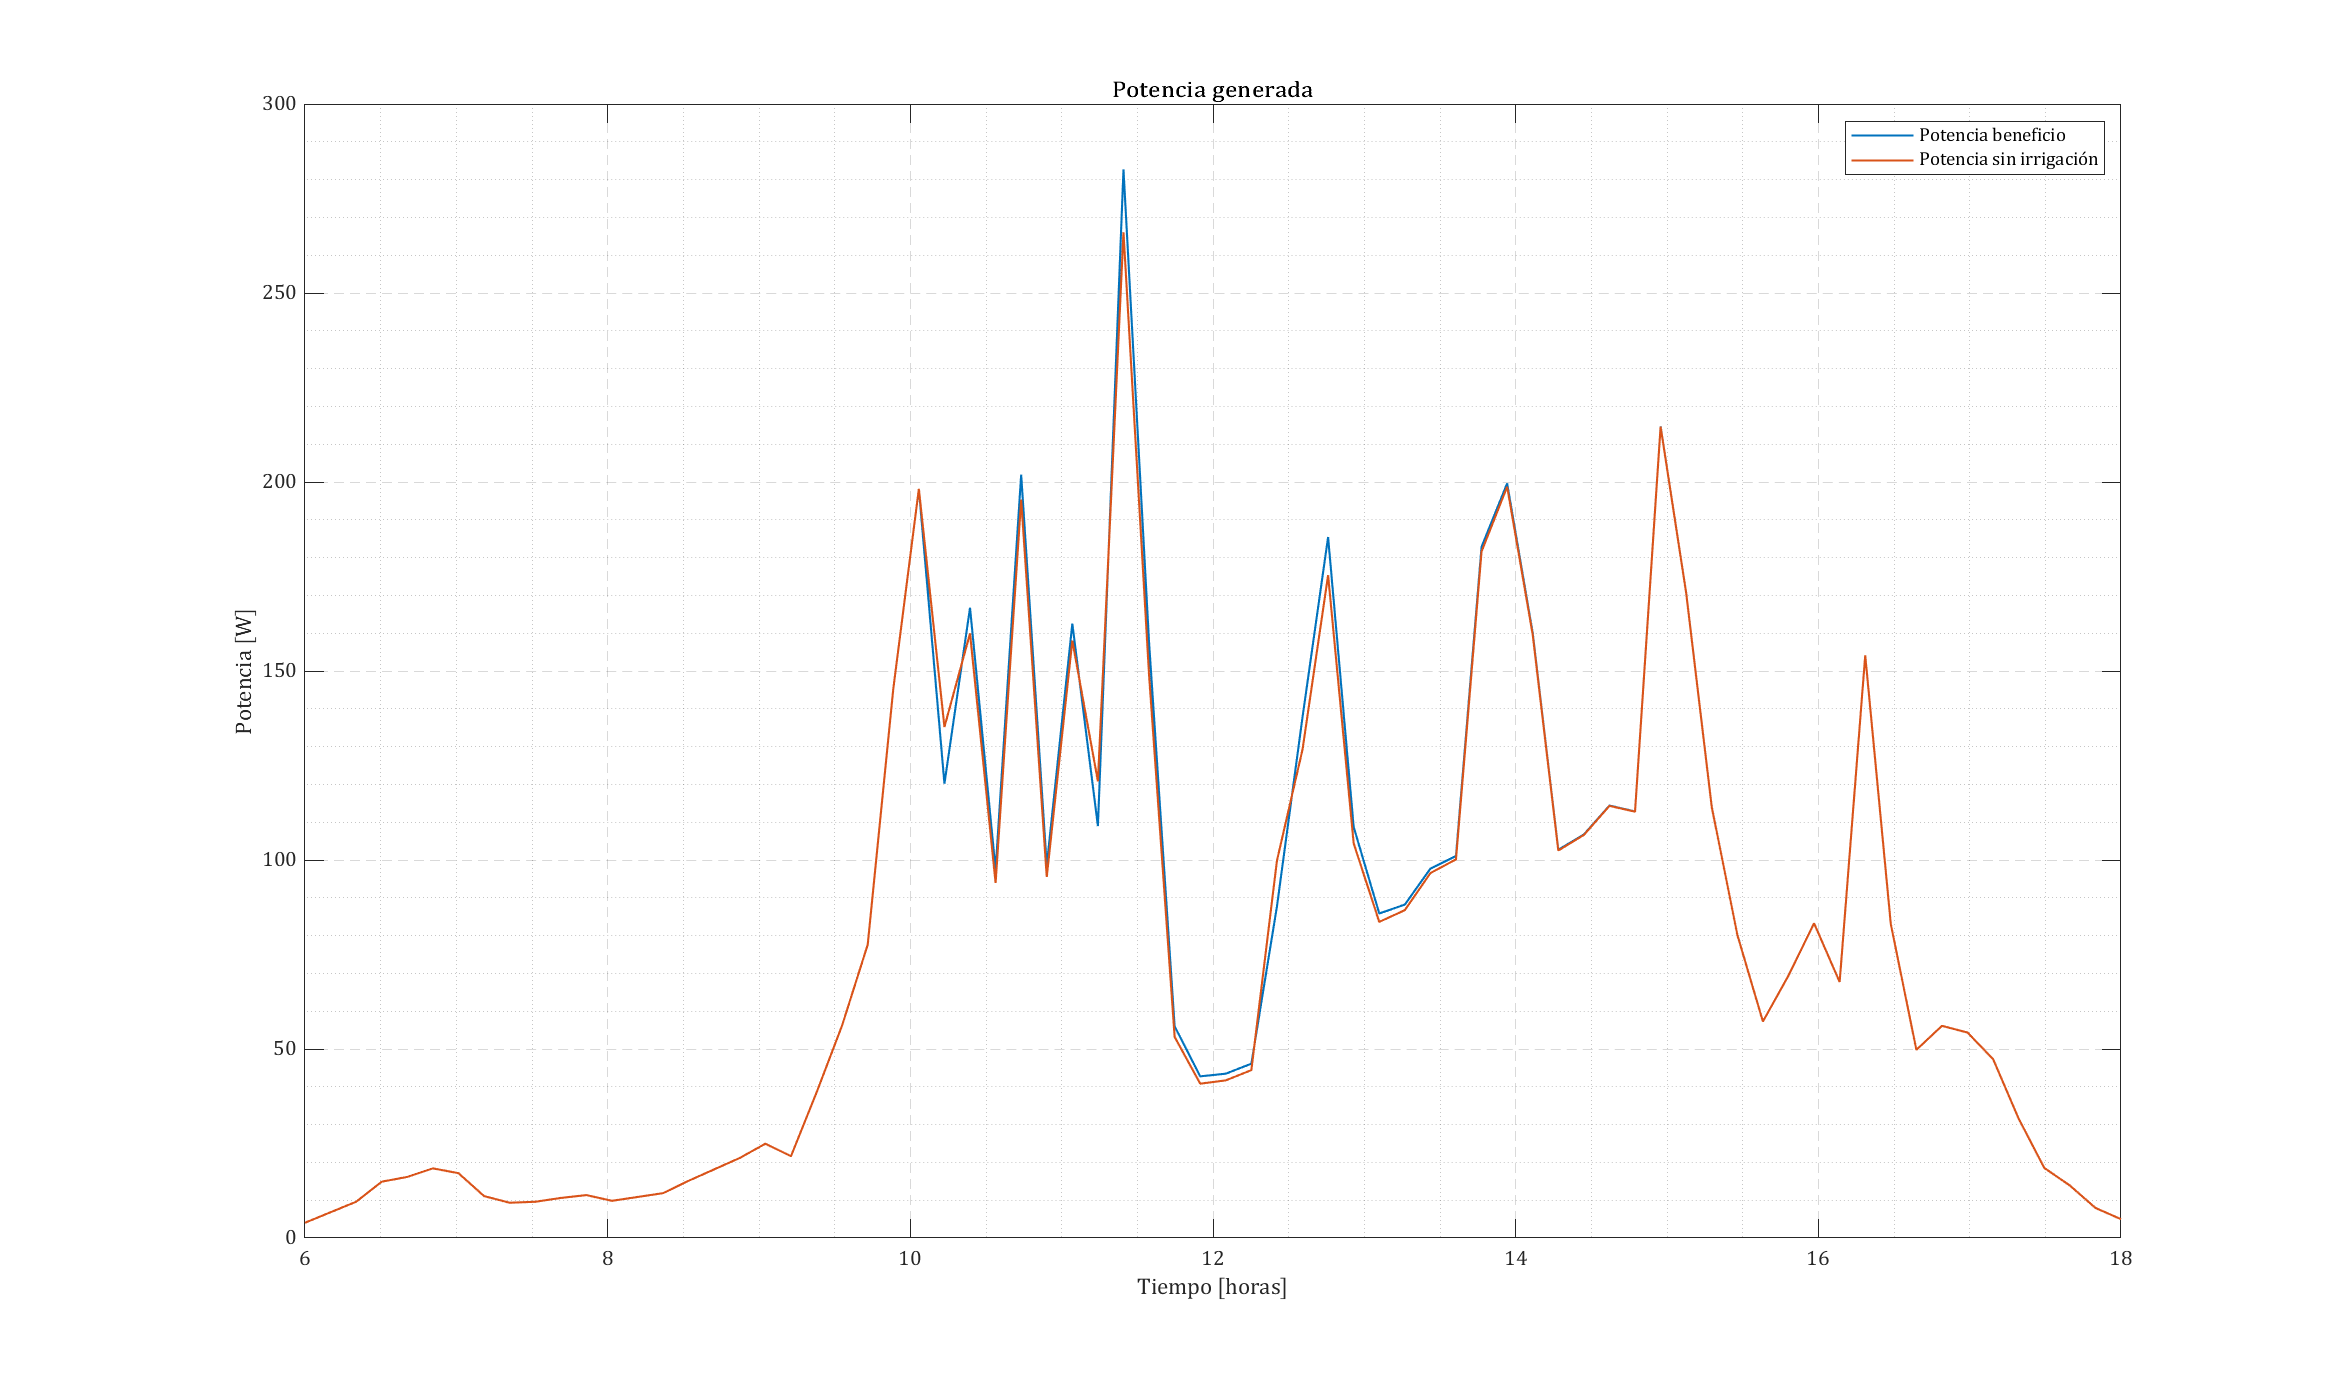 Potencia generada
300
250
200
150
100
50
0
Potencia [W]
Potencia beneficio
Potencia sin irrigación
6 8 10 12 14 16 18
Tiempo [horas]